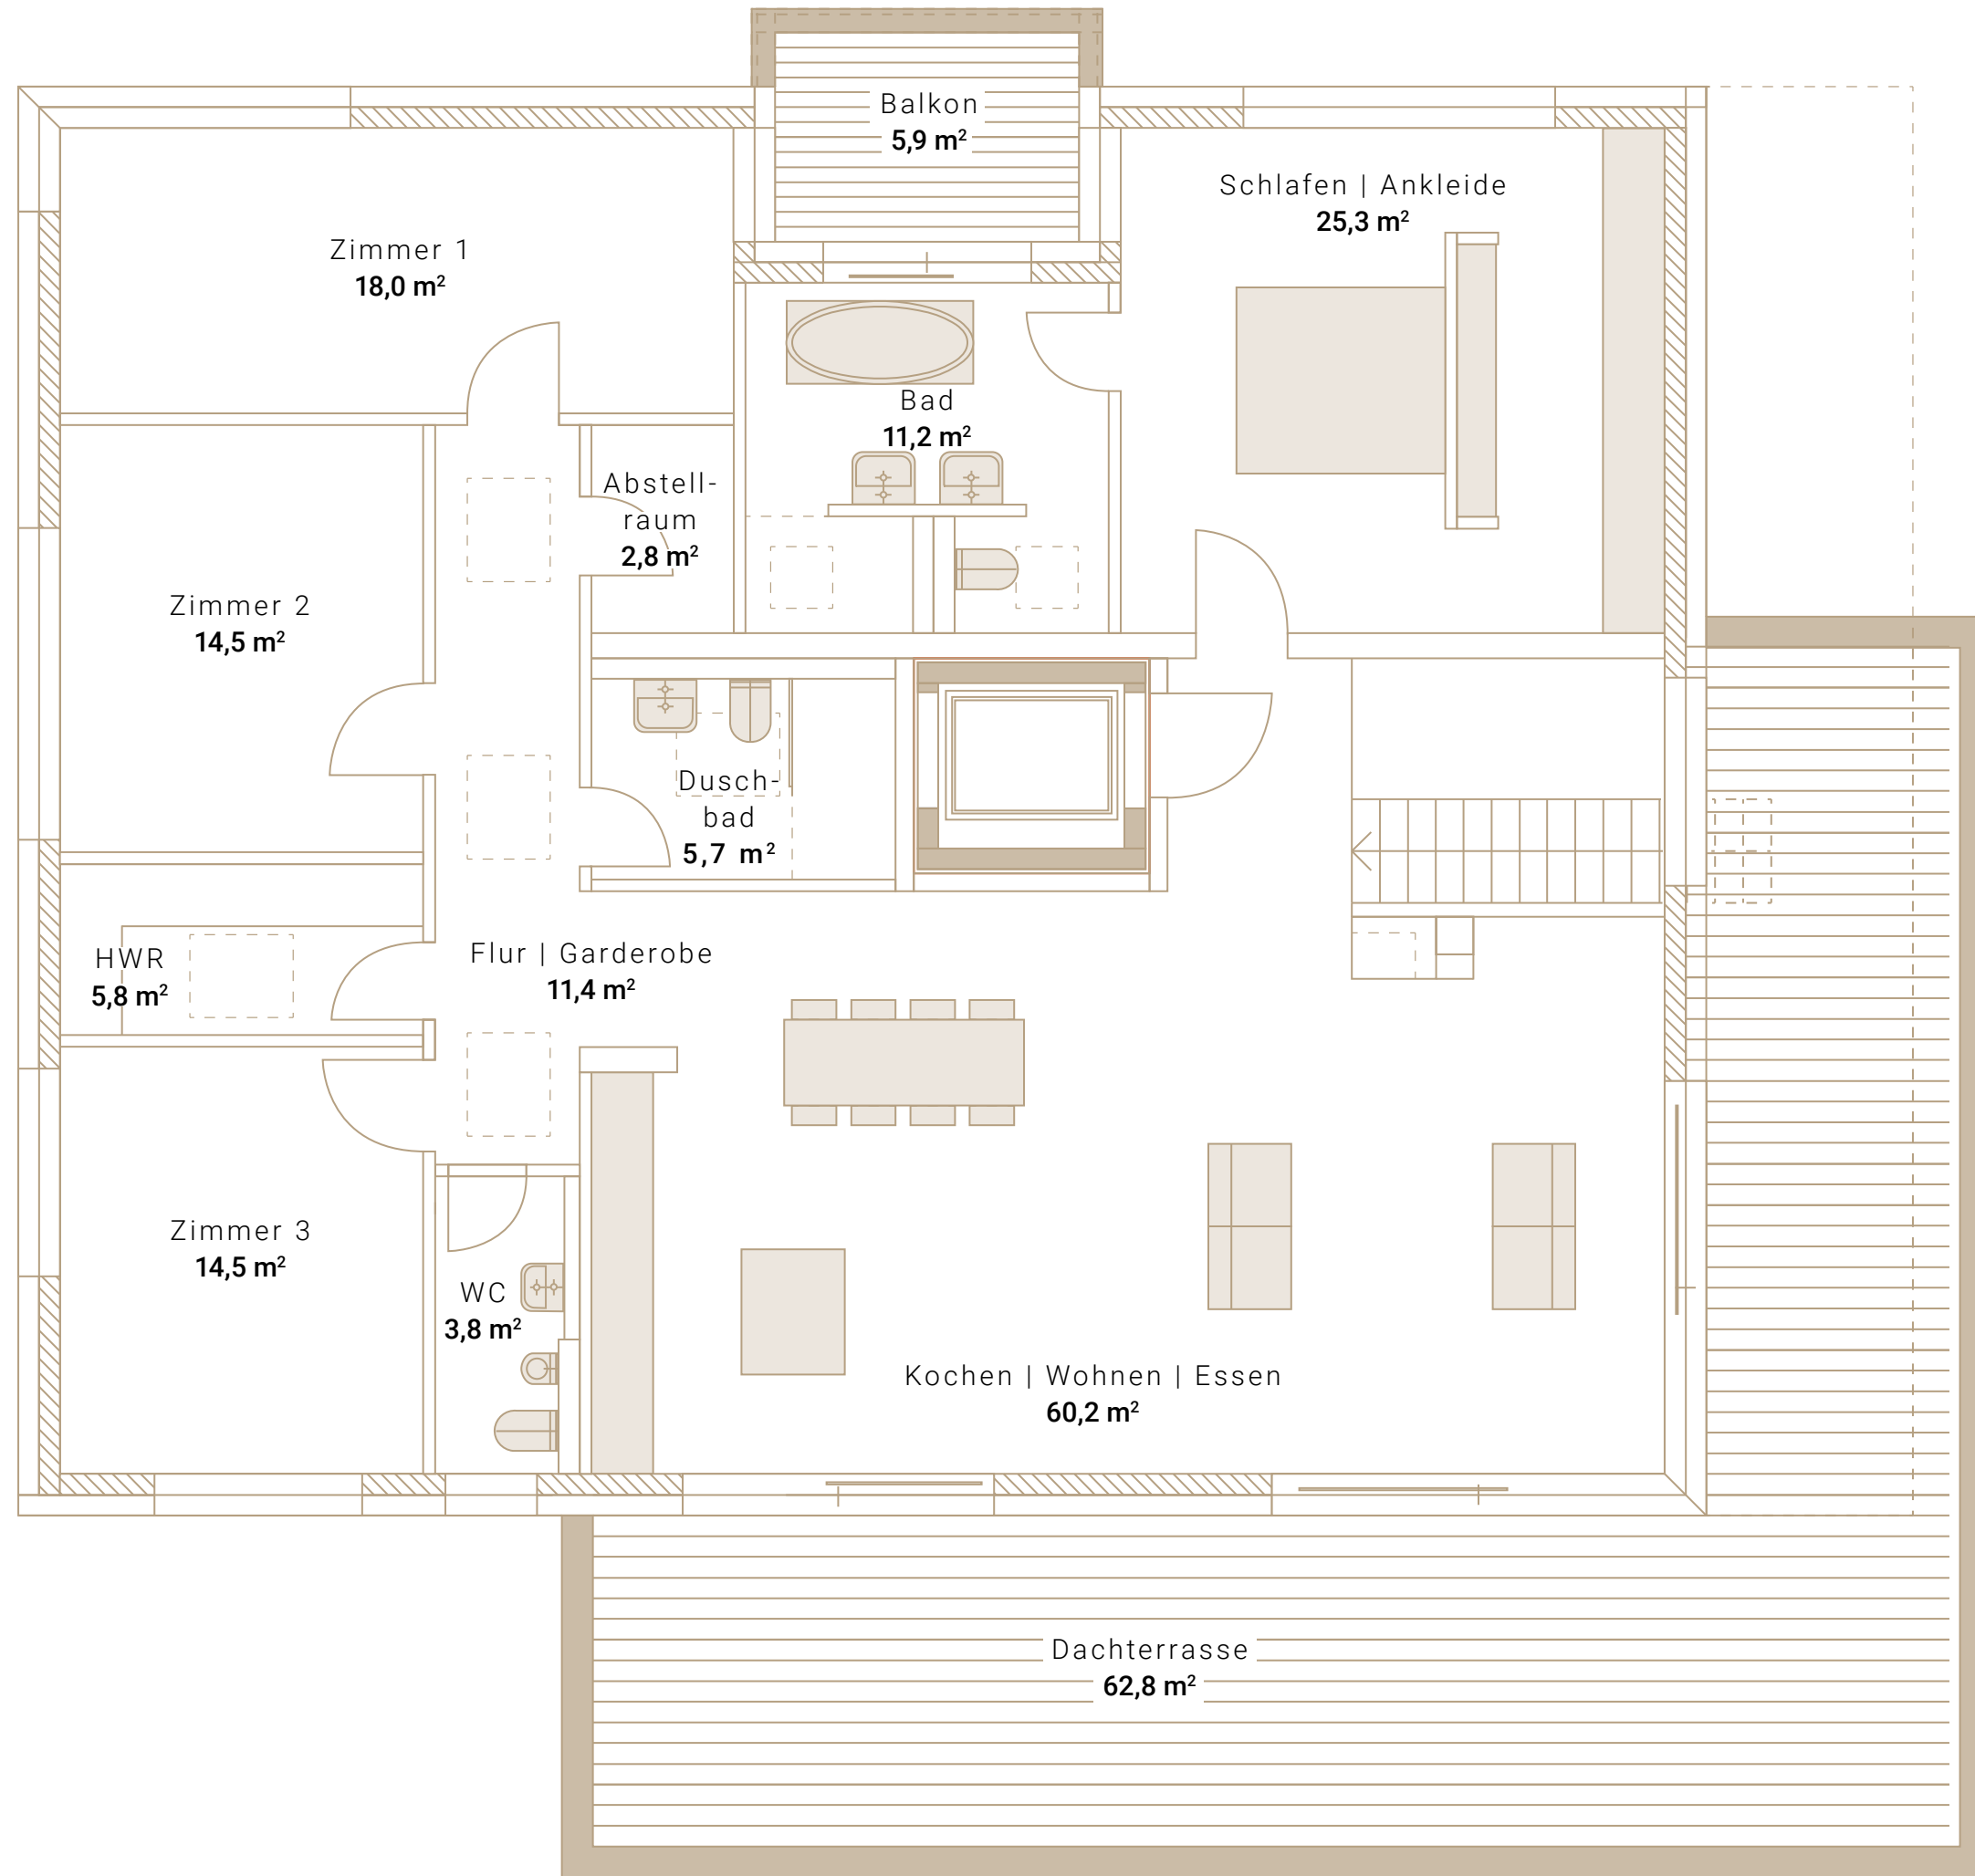 Balkon
5,9 m²
Schlafen | Ankleide
25,3 m²
Zimmer 1
18,0 m²
Bad
11,2 m²
Abstell-
raum
2,8 m²
Zimmer 2
14,5 m²
Dusch-
bad
5,7 m²
HWR
5,8 m²
Flur | Garderobe
11,4 m²
Zimmer 3
14,5 m²
WC
3,8 m²
Kochen | Wohnen | Essen
60,2 m²
Dachterrasse
62,8 m²